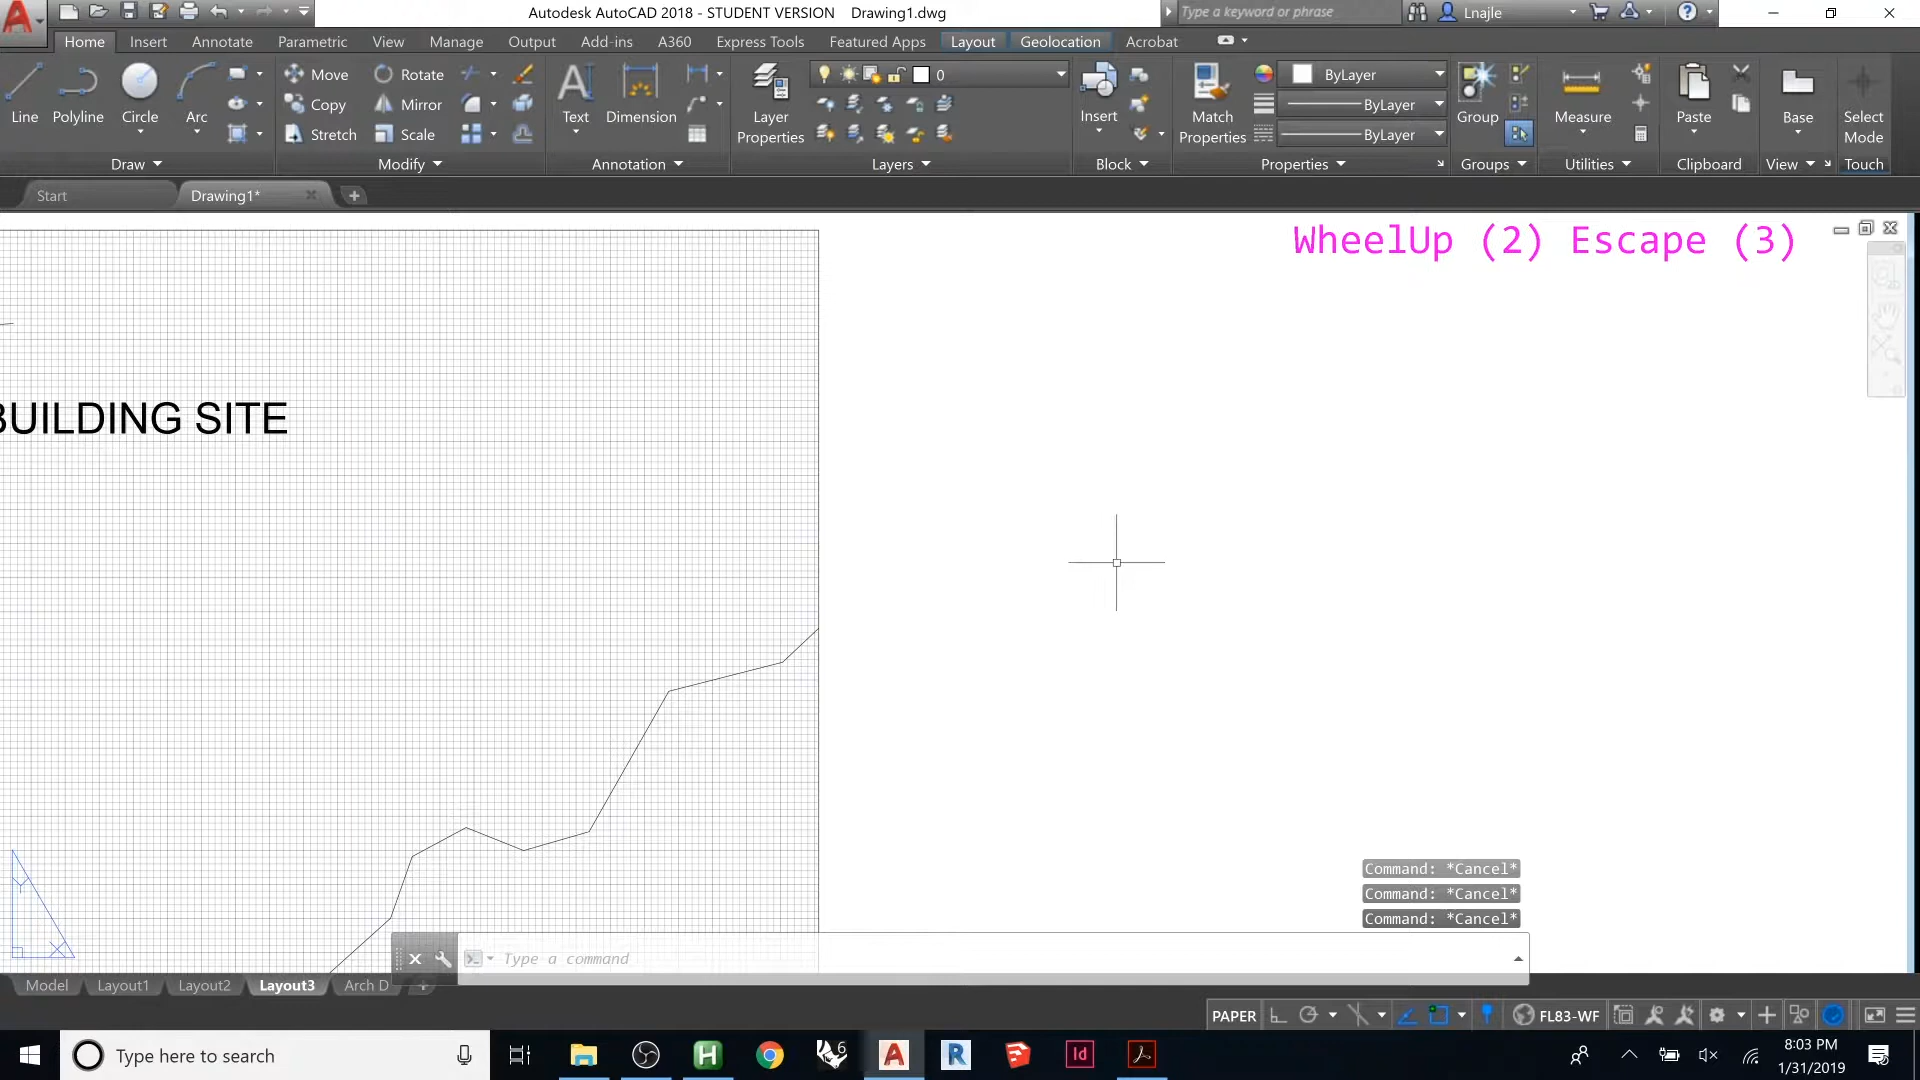 Autodesk AutoCAD 2018 - STUDENT VERSION Drawing1.dwg
Type a keyword or phrase
Lnajle
Home Insert Annotate Parametric View Manage Output Add-ins A360 Express Tools Featured Apps Layout Geolocation Acrobat
Line Polyline Circle Arc
Move Rotate
Copy Mirror
Stretch Scale
Text Dimension
Layer Properties
0
Insert
Match Properties
ByLayer
ByLayer
ByLayer
Group
Measure
Paste
Base
Select Mode
Draw Modify Annotation Layers Block Properties Groups Utilities Clipboard View Touch
Start Drawing1*
WheelUp (2) Escape (3)
BUILDING SITE
Y
X
Command: *Cancel*
Command: *Cancel*
Command: *Cancel*
Type a command
Model Layout1 Layout2 Layout3 Arch D
PAPER FL83-WF
Type here to search
8:03 PM
1/31/2019